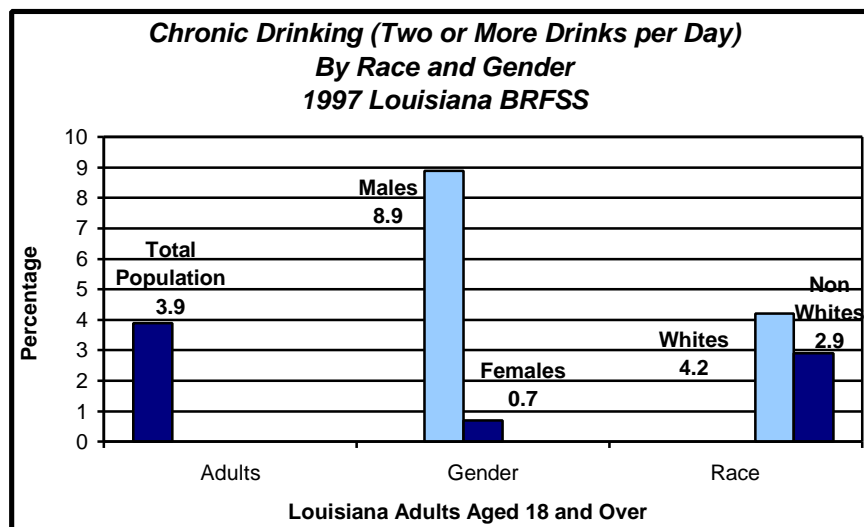 Chronic Drinking (Two or More Drinks per Day)
By Race and Gender
1997 Louisiana BRFSS
Percentage
10
9
8
7
6
5
4
3
2
1
0
Total
Population
3.9
Males
8.9
Females
0.7
Whites
4.2
Non
Whites
2.9
Adults
Gender
Race
Louisiana Adults Aged 18 and Over